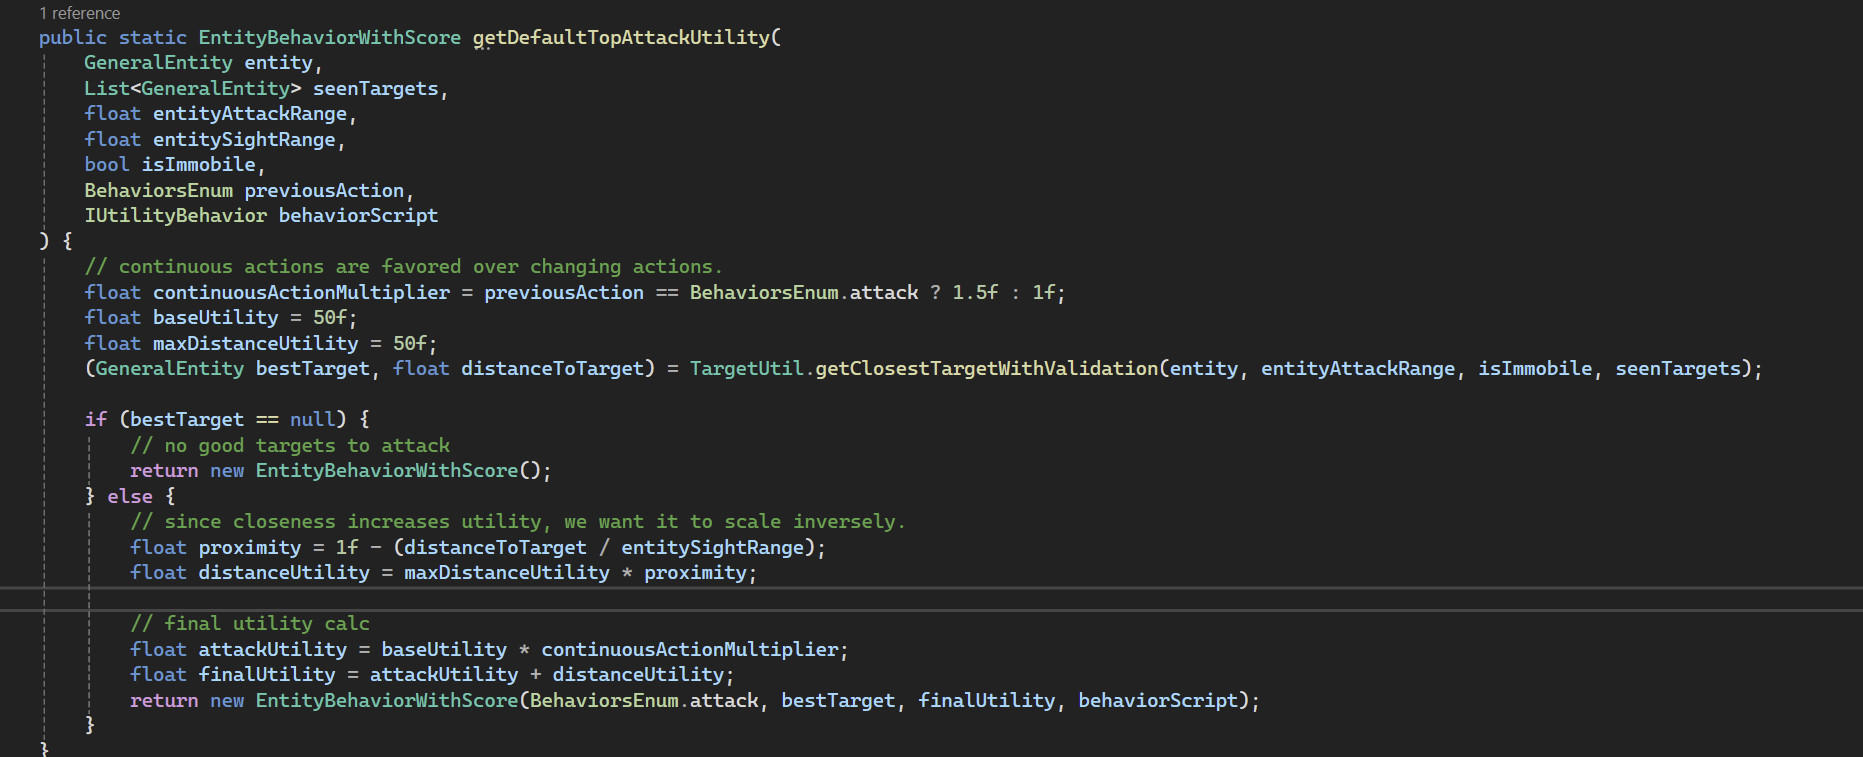 1 reference
public static EntityBehaviorWithScore getDefaultTopAttackUtility(
GeneralEntity entity,
List<GeneralEntity> seenTargets,
float entityAttackRange,
float entitySightRange,
bool isImmobile,
BehaviorsEnum previousAction,
IUtilityBehavior behaviorScript
) {
// continuous actions are favored over changing actions.
float continuousActionMultiplier = previousAction == BehaviorsEnum.attack ? 1.5f : 1f;
float baseUtility = 50f;
float maxDistanceUtility = 50f;
(GeneralEntity bestTarget, float distanceToTarget) = TargetUtil.getClosestTargetWithValidation(entity, entityAttackRange, isImmobile, seenTargets);
if (bestTarget == null) {
// no good targets to attack
return new EntityBehaviorWithScore();
} else {
// since closeness increases utility, we want it to scale inversely.
float proximity = 1f - (distanceToTarget / entitySightRange);
float distanceUtility = maxDistanceUtility * proximity;
// final utility calc
float attackUtility = baseUtility * continuousActionMultiplier;
float finalUtility = attackUtility + distanceUtility;
return new EntityBehaviorWithScore(BehaviorsEnum.attack, bestTarget, finalUtility, behaviorScript);
}
}